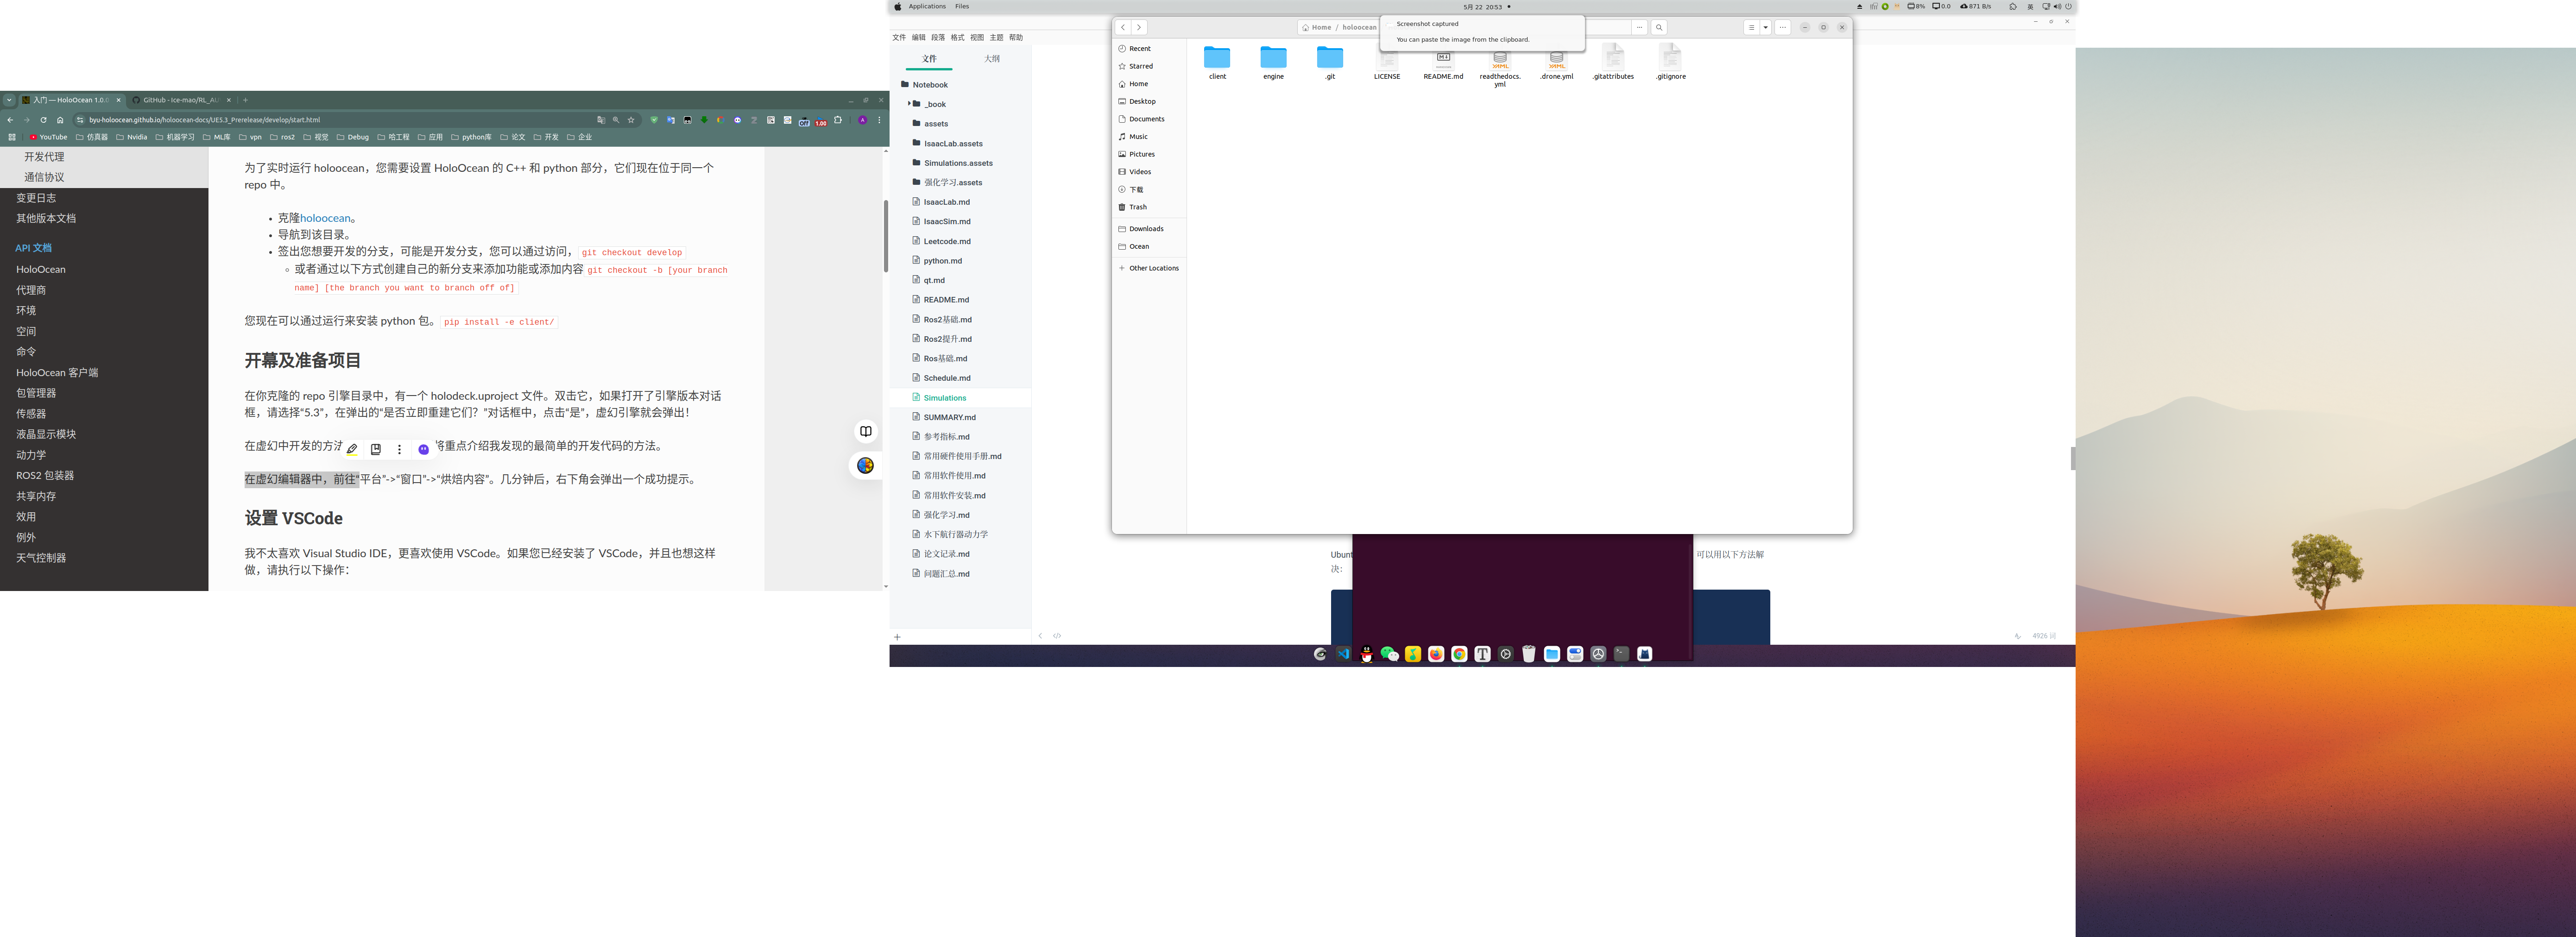 Applications Files
5月 22 20:53
8% 0.0 871 B/s 英
入门 — HoloOcean 1.0.0
GitHub - Ice-mao/RL_AU
byu-holoocean.github.io/holoocean-docs/UE5.3_Prerelease/develop/start.html
Off 1.00 A
YouTube 仿真器 Nvidia 机器学习 ML库 vpn ros2 视觉 Debug 哈工程 应用 python库 论文 开发 企业
开发代理
通信协议
变更日志
其他版本文档
API 文档
HoloOcean
代理商
环境
空间
命令
HoloOcean 客户端
包管理器
传感器
液晶显示模块
动力学
ROS2 包装器
共享内存
效用
例外
天气控制器
为了实时运行 holoocean，您需要设置 HoloOcean 的 C++ 和 python 部分，它们现在位于同一个
repo 中。
克隆holoocean。
导航到该目录。
签出您想要开发的分支，可能是开发分支，您可以通过访问， git checkout develop
或者通过以下方式创建自己的新分支来添加功能或添加内容 git checkout -b [your branch
name] [the branch you want to branch off of]
您现在可以通过运行来安装 python 包。 pip install -e client/
开幕及准备项目
在你克隆的 repo 引擎目录中，有一个 holodeck.uproject 文件。双击它，如果打开了引擎版本对话
框，请选择“5.3”，在弹出的“是否立即重建它们？”对话框中，点击“是”，虚幻引擎就会弹出！
在虚幻中开发的方法 将重点介绍我发现的最简单的开发代码的方法。
在虚幻编辑器中，前往“平台”->“窗口”->“烘焙内容”。几分钟后，右下角会弹出一个成功提示。
设置 VSCode
我不太喜欢 Visual Studio IDE，更喜欢使用 VSCode。如果您已经安装了 VSCode，并且也想这样
做，请执行以下操作：
文件 编辑 段落 格式 视图 主题 帮助
文件 大纲
Notebook
_book
assets
IsaacLab.assets
Simulations.assets
强化学习.assets
IsaacLab.md
IsaacSim.md
Leetcode.md
python.md
qt.md
README.md
Ros2基础.md
Ros2提升.md
Ros基础.md
Schedule.md
Simulations
SUMMARY.md
参考指标.md
常用硬件使用手册.md
常用软件使用.md
常用软件安装.md
强化学习.md
水下航行器动力学
论文记录.md
问题汇总.md
Home / holoocean
Screenshot captured
You can paste the image from the clipboard.
Recent
Starred
Home
Desktop
Documents
Music
Pictures
Videos
下载
Trash
Downloads
Ocean
Other Locations
client
engine
.git
LICENSE
README.md
readthedocs.
yml
.drone.yml
.gitattributes
.gitignore
Ubunt
可以用以下方法解
决：
4926 词